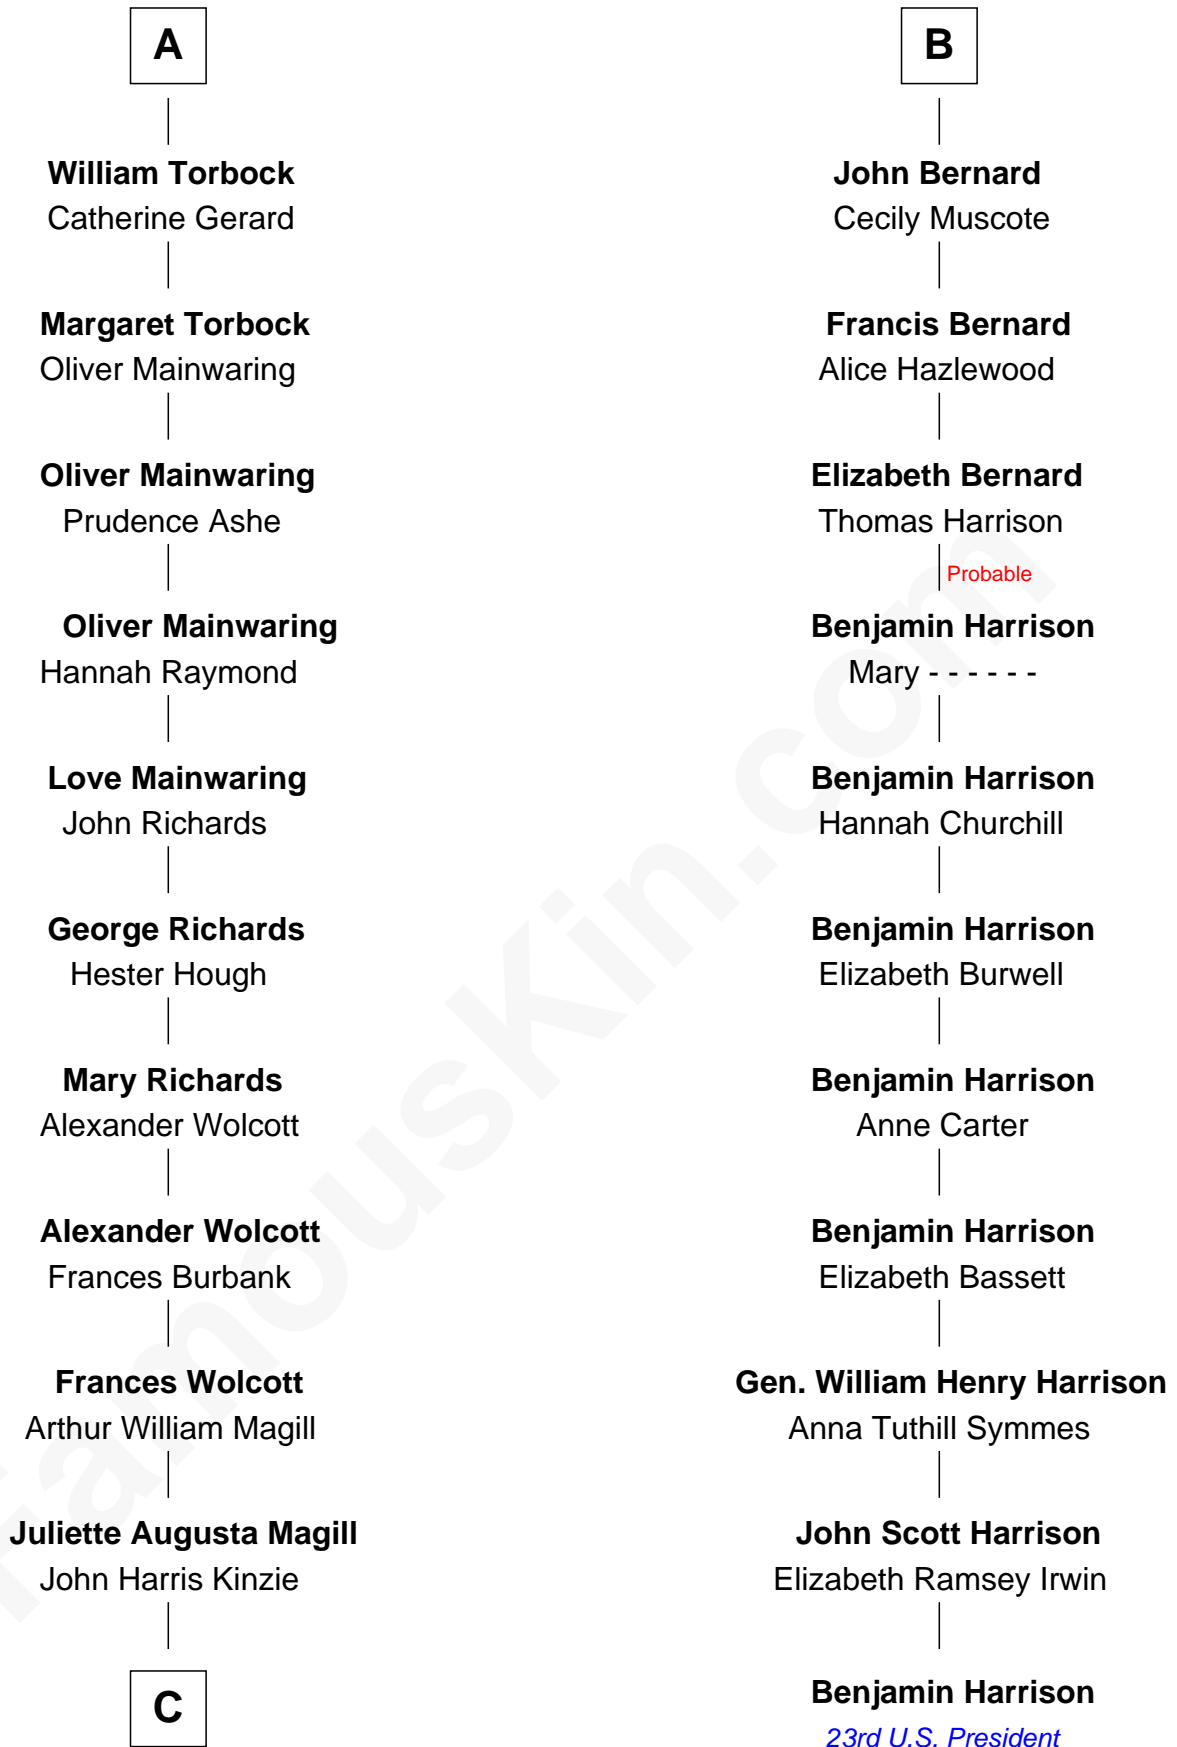 A
William Torbock
Catherine Gerard
Margaret Torbock
Oliver Mainwaring
Oliver Mainwaring
Prudence Ashe
Oliver Mainwaring
Hannah Raymond
Love Mainwaring
John Richards
George Richards
Hester Hough
Mary Richards
Alexander Wolcott
Alexander Wolcott
Frances Burbank
Frances Wolcott
Arthur William Magill
Juliette Augusta Magill
John Harris Kinzie
C
B
John Bernard
Cecily Muscote
Francis Bernard
Alice Hazlewood
Elizabeth Bernard
Thomas Harrison
Probable
Benjamin Harrison
Mary - - - - - -
Benjamin Harrison
Hannah Churchill
Benjamin Harrison
Elizabeth Burwell
Benjamin Harrison
Anne Carter
Benjamin Harrison
Elizabeth Bassett
Gen. William Henry Harrison
Anna Tuthill Symmes
John Scott Harrison
Elizabeth Ramsey Irwin
Benjamin Harrison
23rd U.S. President
FamousKin.com